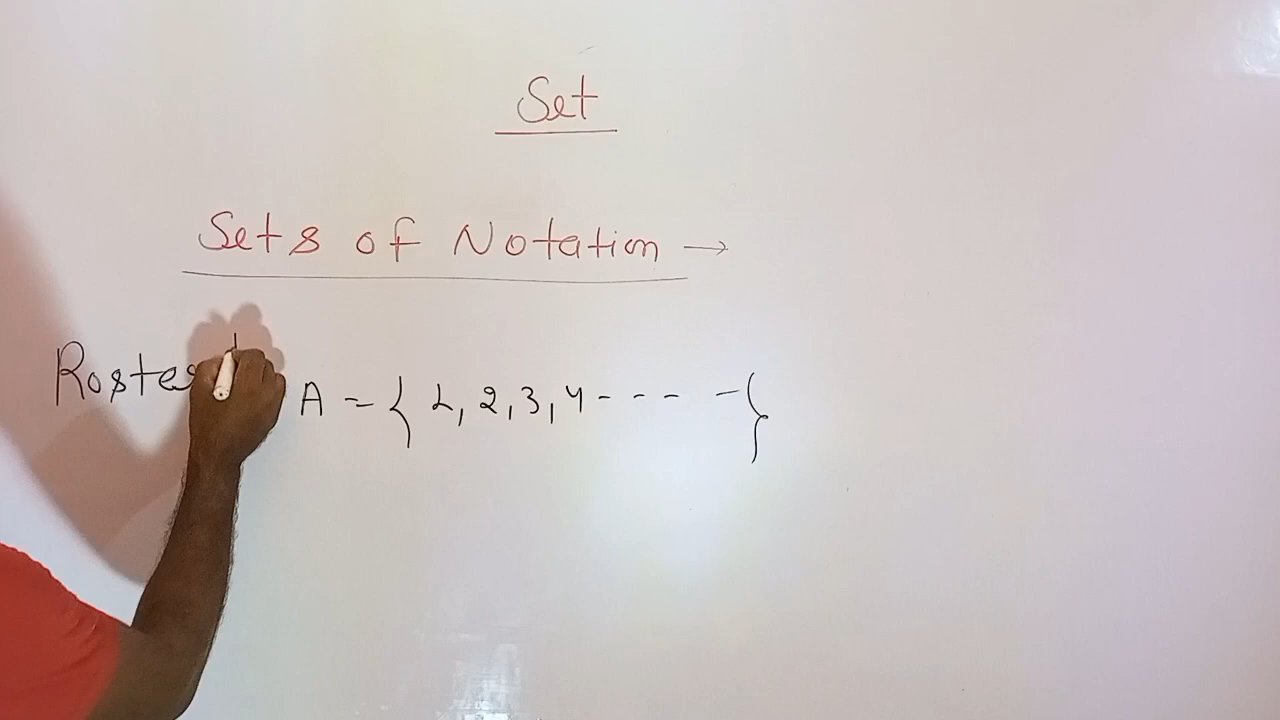 Set
Sets of Notation →
Roster A = { 1, 2, 3, 4 - - - - }